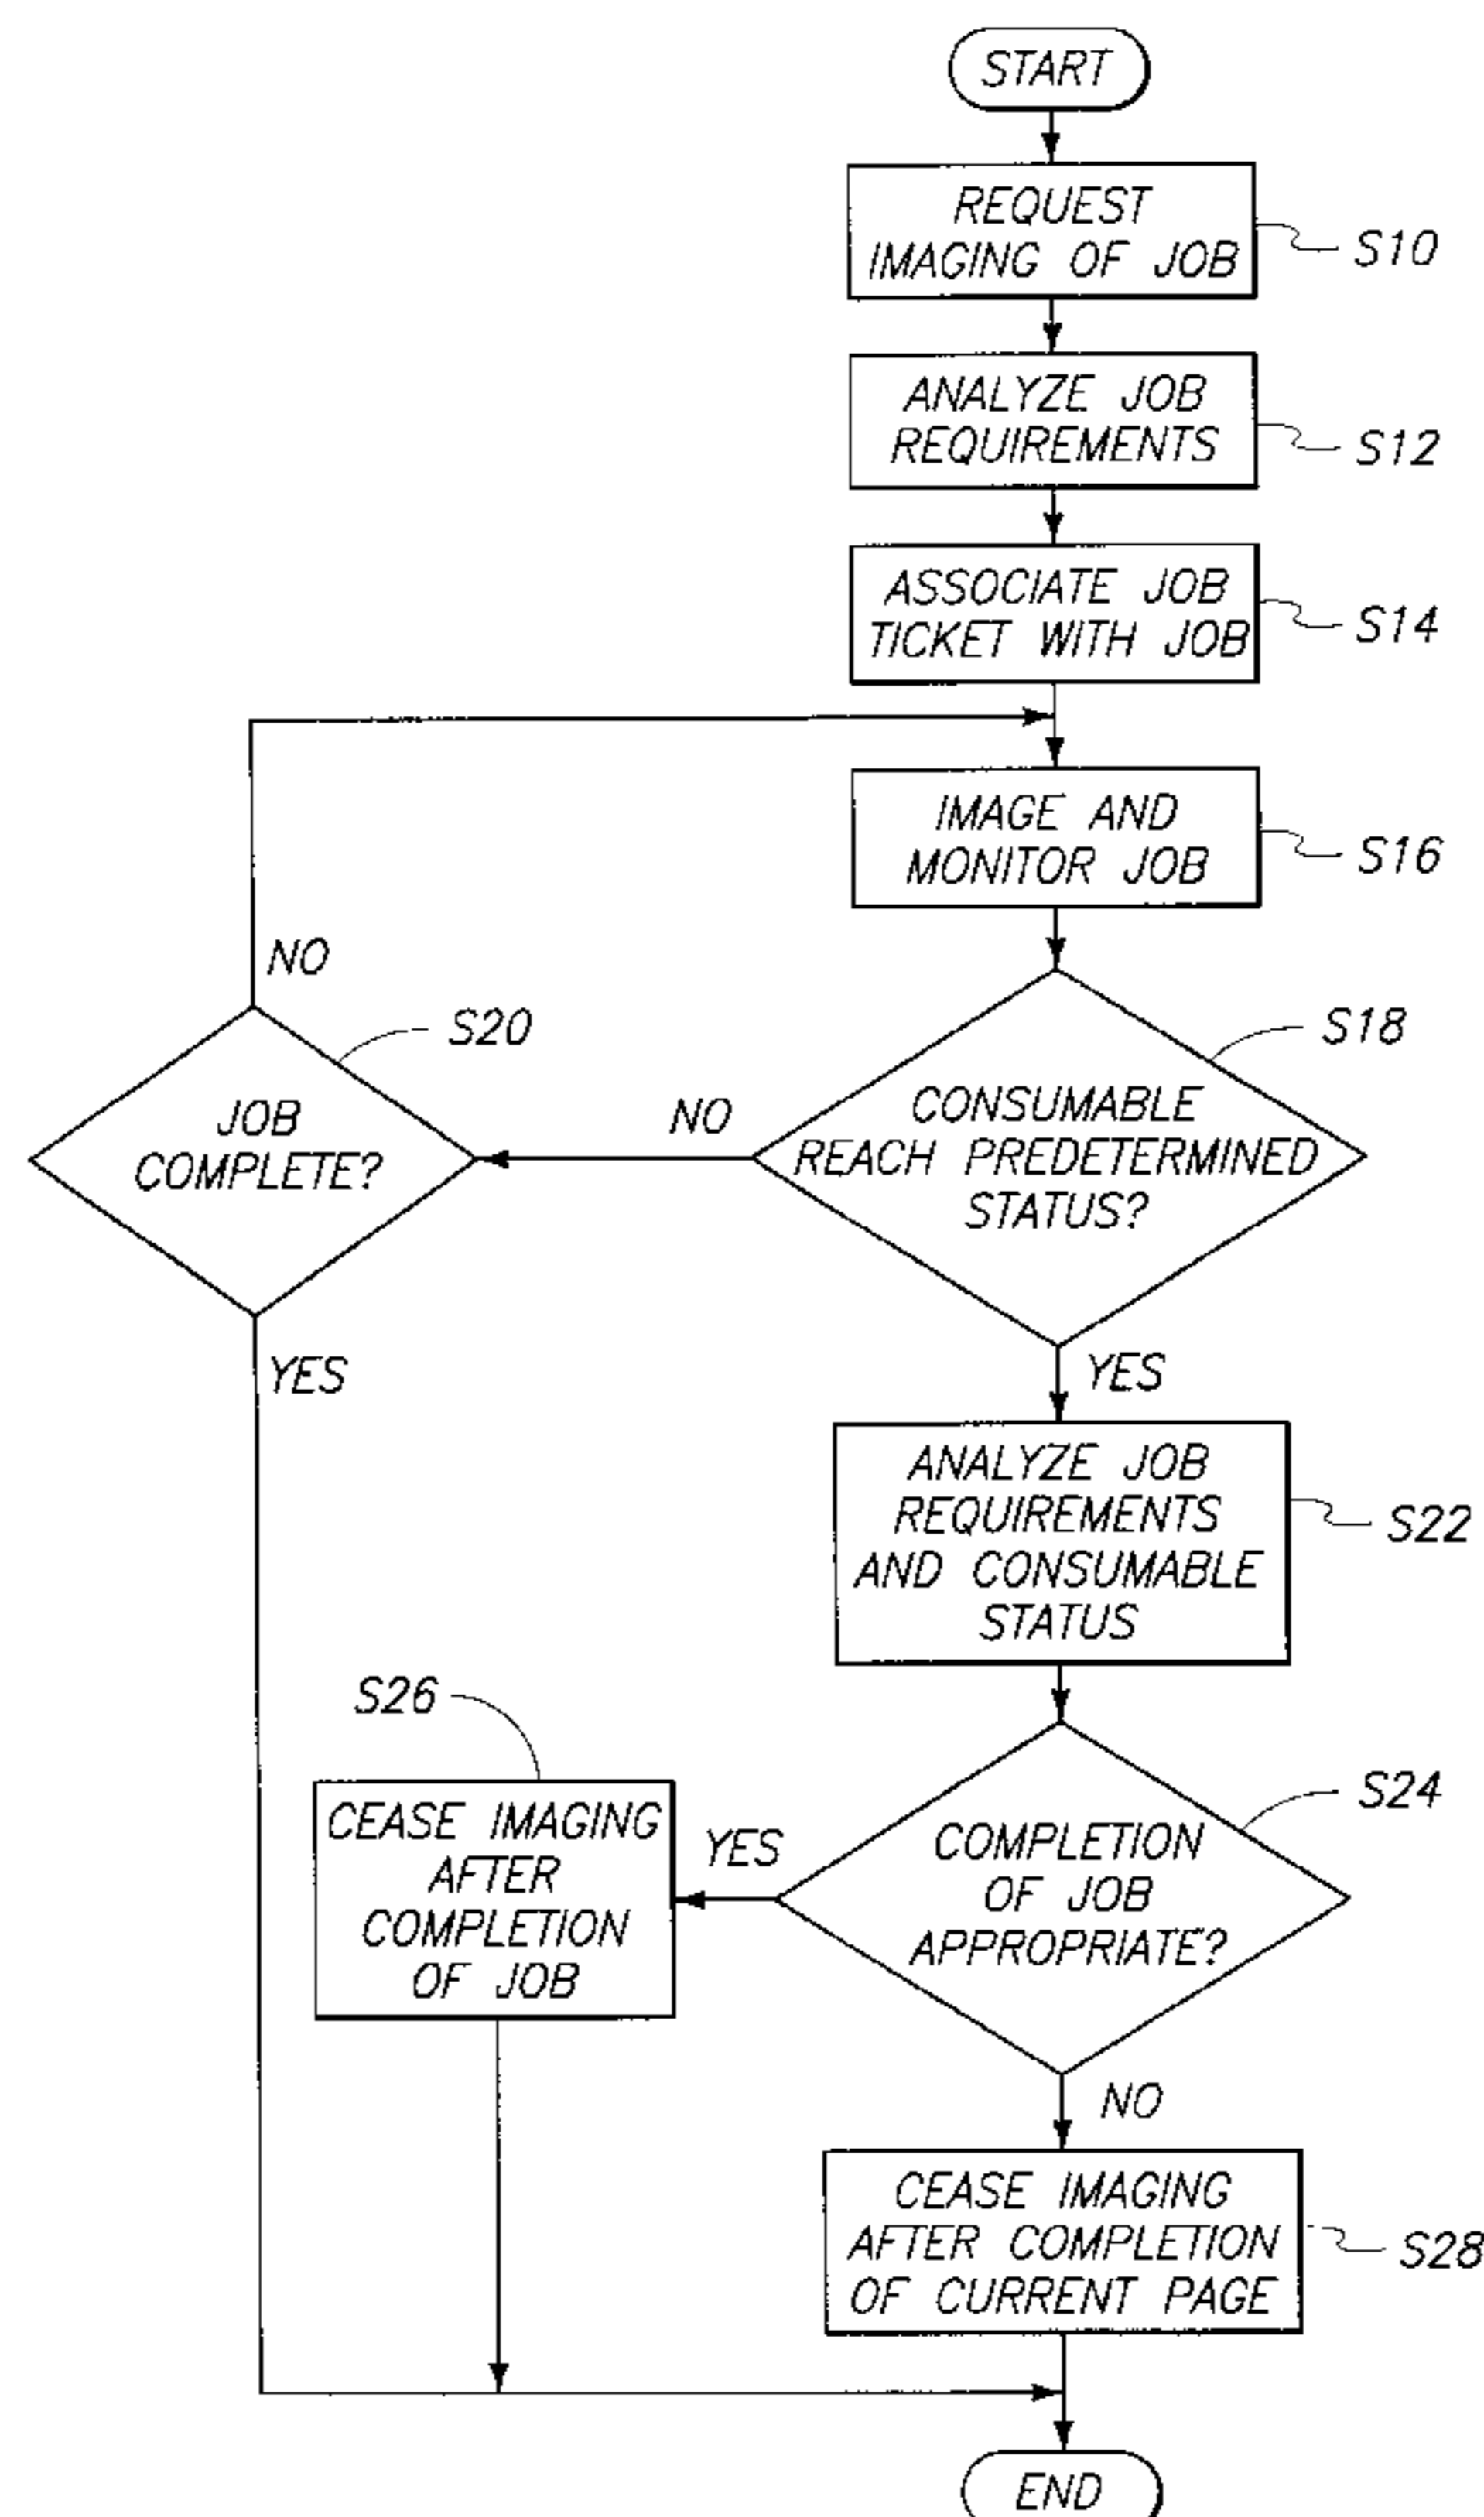 START
REQUEST
IMAGING OF JOB
S10
ANALYZE JOB
REQUIREMENTS
S12
ASSOCIATE JOB
TICKET WITH JOB
S14
IMAGE AND
MONITOR JOB
S16
NO
S20
JOB
COMPLETE?
YES
NO
S18
CONSUMABLE
REACH PREDETERMINED
STATUS?
YES
ANALYZE JOB
REQUIREMENTS
AND CONSUMABLE
STATUS
S22
S26
CEASE IMAGING
AFTER
COMPLETION
OF JOB
YES
S24
COMPLETION
OF JOB
APPROPRIATE?
NO
CEASE IMAGING
AFTER COMPLETION
OF CURRENT PAGE
S28
END